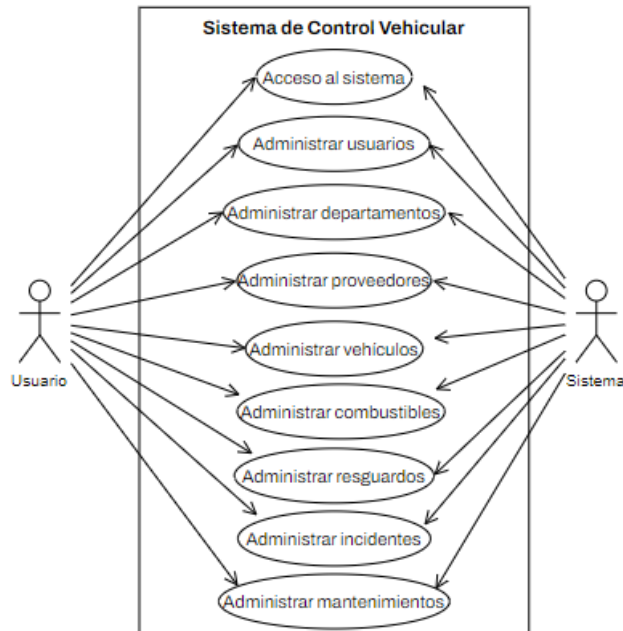 Sistema de Control Vehicular
Acceso al sistema
Administrar usuarios
Administrar departamentos
Administrar proveedores
Administrar vehículos
Usuario
Sistema
Administrar combustibles
Administrar resguardos
Administrar incidentes
Administrar mantenimientos